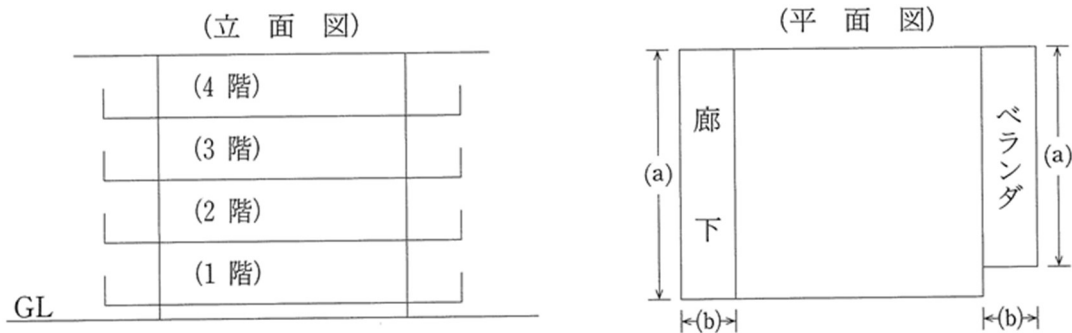 (立面図)
(4 階)
(3 階)
(2 階)
(1 階)
GL
(平面図)
廊下
ベランダ
(a)
(a)
(b)
(b)